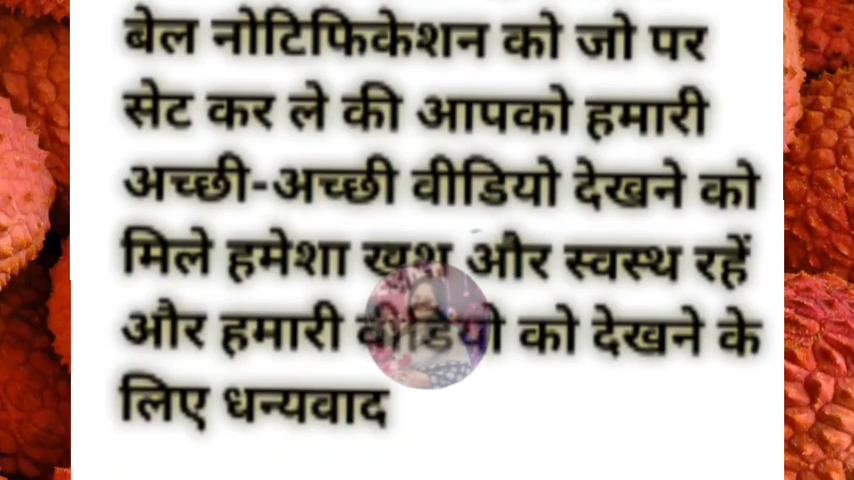 बेल नोटिफिकेशन को जो पर
सेट कर ले की आपको हमारी
अच्छी-अच्छी वीडियो देखने को
मिले हमेशा खुश और स्वस्थ रहें
और हमारी वीडियो को देखने के
लिए धन्यवाद